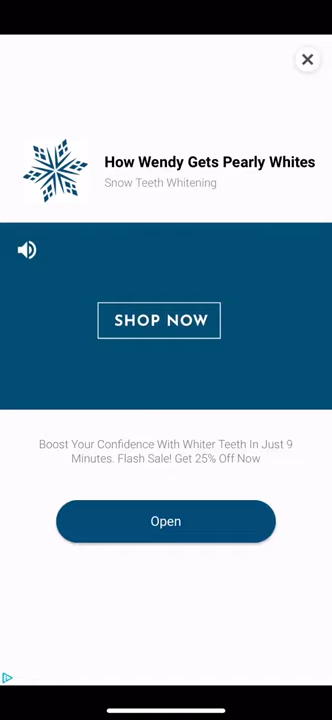 How Wendy Gets Pearly Whites
Snow Teeth Whitening
SHOP NOW
Boost Your Confidence With Whiter Teeth In Just 9
Minutes. Flash Sale! Get 25% Off Now
Open